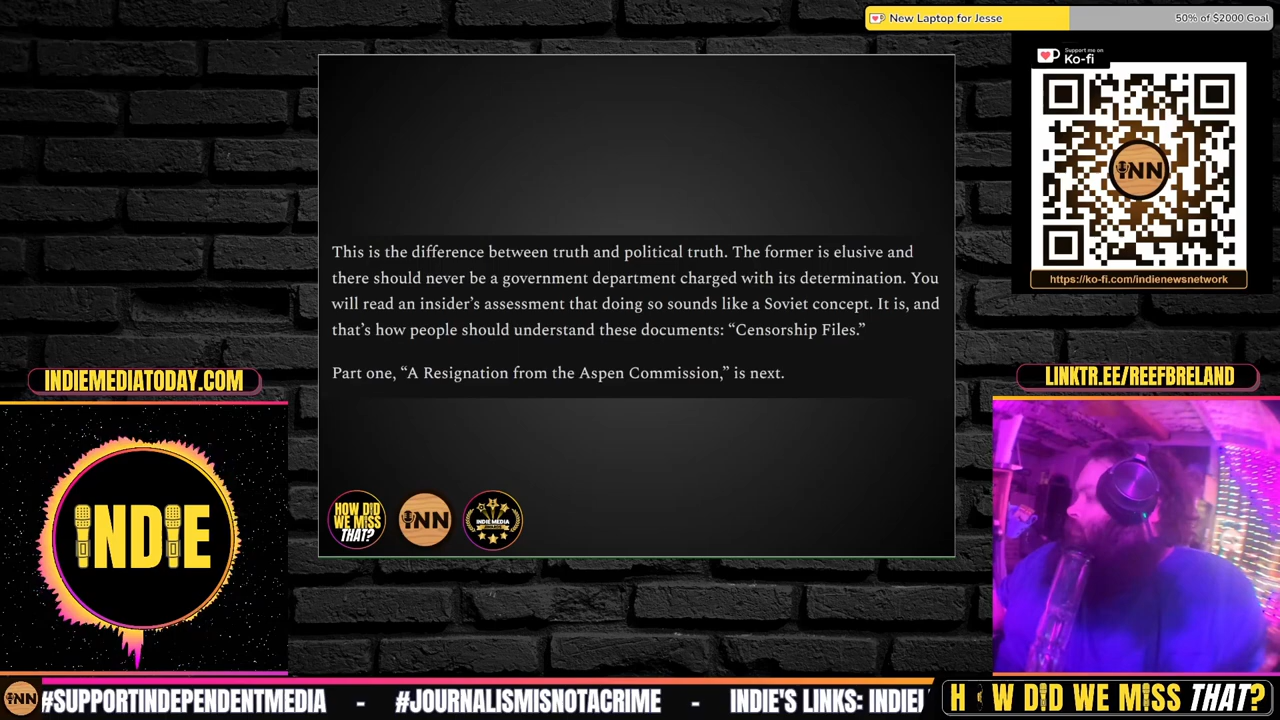 New Laptop for Jesse
50% of $2000 Goal
Support me on
Ko-fi
iNN
https://ko-fi.com/indienewsnetwork
This is the difference between truth and political truth. The former is elusive and
there should never be a government department charged with its determination. You
will read an insider’s assessment that doing so sounds like a Soviet concept. It is, and
that’s how people should understand these documents: “Censorship Files.”
Part one, “A Resignation from the Aspen Commission,” is next.
HOW DID
WE MISS
THAT?
iNN
INDIE MEDIA
INDIEMEDIATODAY.COM
LINKTR.EE/REEFBRELAND
INDIE
iNN
#SUPPORTINDEPENDENTMEDIA - #JOURNALISMISNOTACRIME - INDIE'S LINKS: INDIE
HOW DID WE MISS THAT?